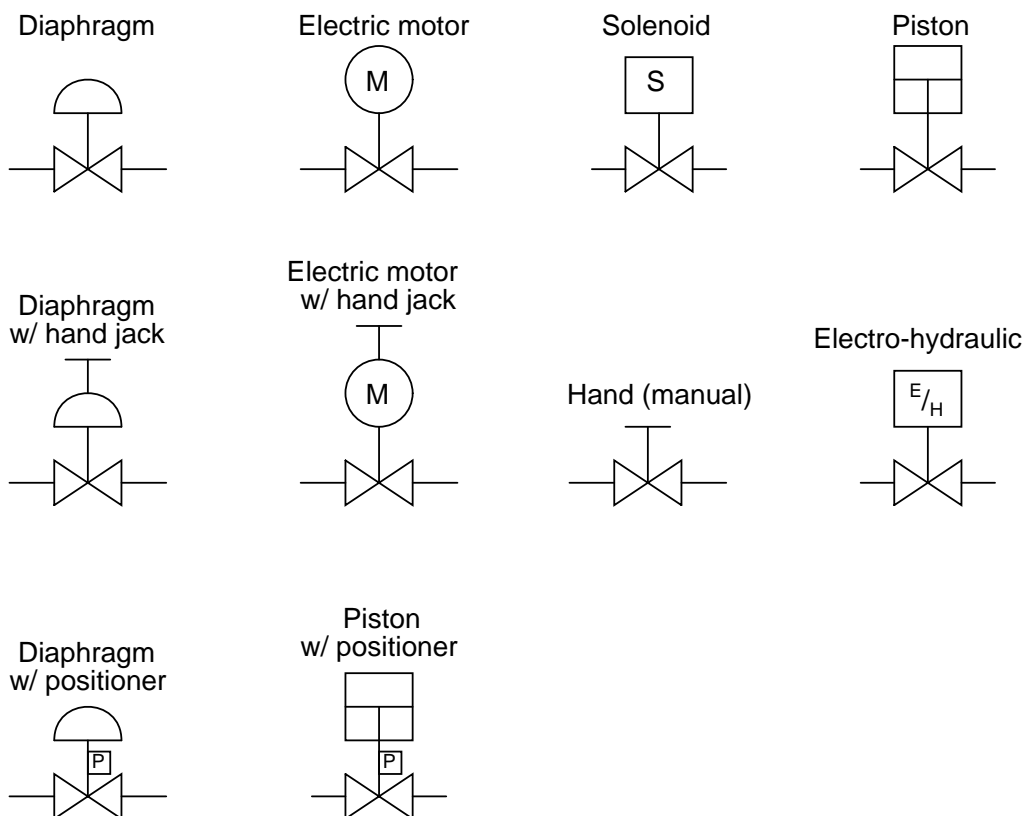 Diaphragm
Electric motor
Solenoid
Piston
M
S
Diaphragm
w/ hand jack
Electric motor
w/ hand jack
Hand (manual)
Electro-hydraulic
M
E/H
Diaphragm
w/ positioner
Piston
w/ positioner
P
P